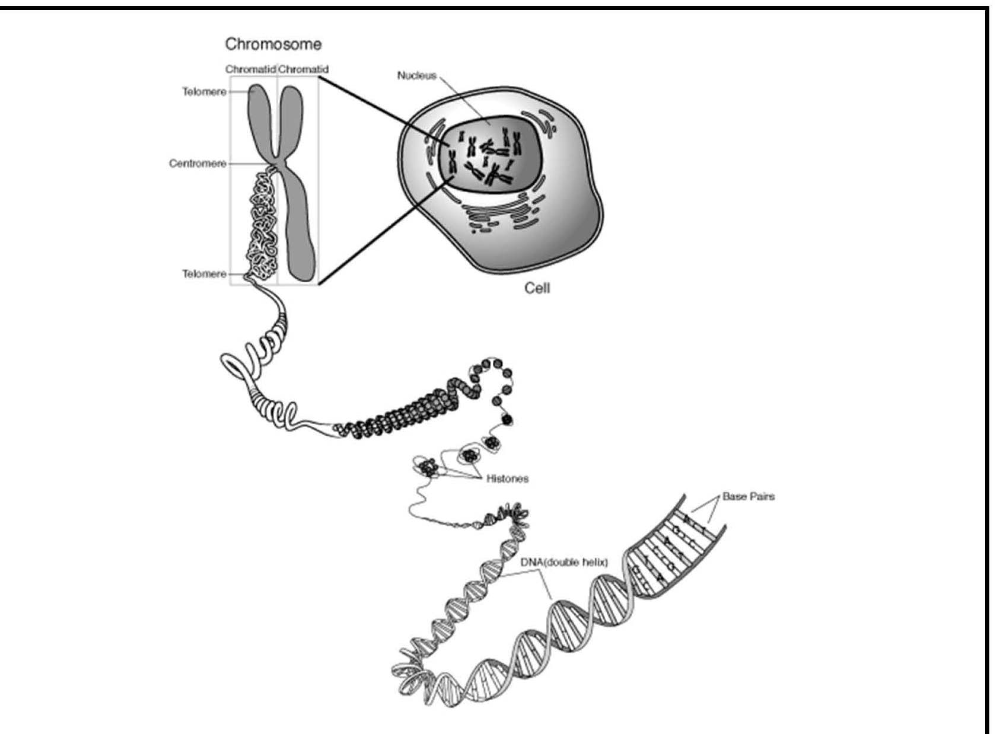 Chromosome
Chromatid Chromatid
Telomere
Nucleus
Centromere
Telomere
Cell
Histones
Base Pairs
A T
G C
A T
C G
T A
G C
DNA(double helix)